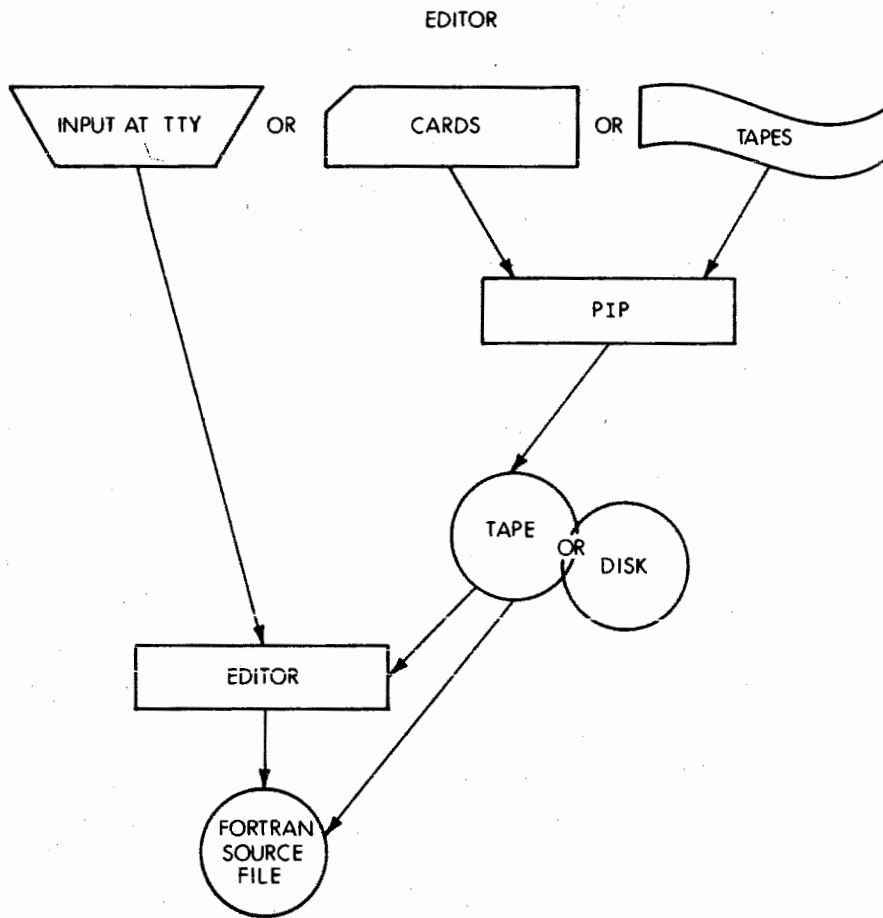 EDITOR
INPUT AT TTY OR CARDS OR TAPES
PIP
TAPE OR DISK
EDITOR
FORTRAN
SOURCE
FILE